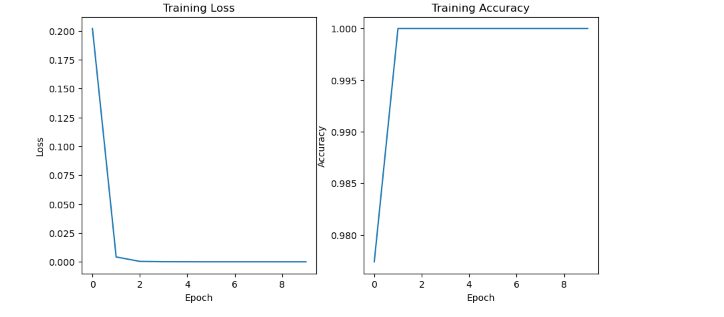 Training Loss
0.200
0.175
0.150
0.125
0.100
0.075
0.050
0.025
0.000
Loss
0 2 4 6 8
Epoch
Training Accuracy
1.000
0.995
0.990
0.985
0.980
Accuracy
0 2 4 6 8
Epoch